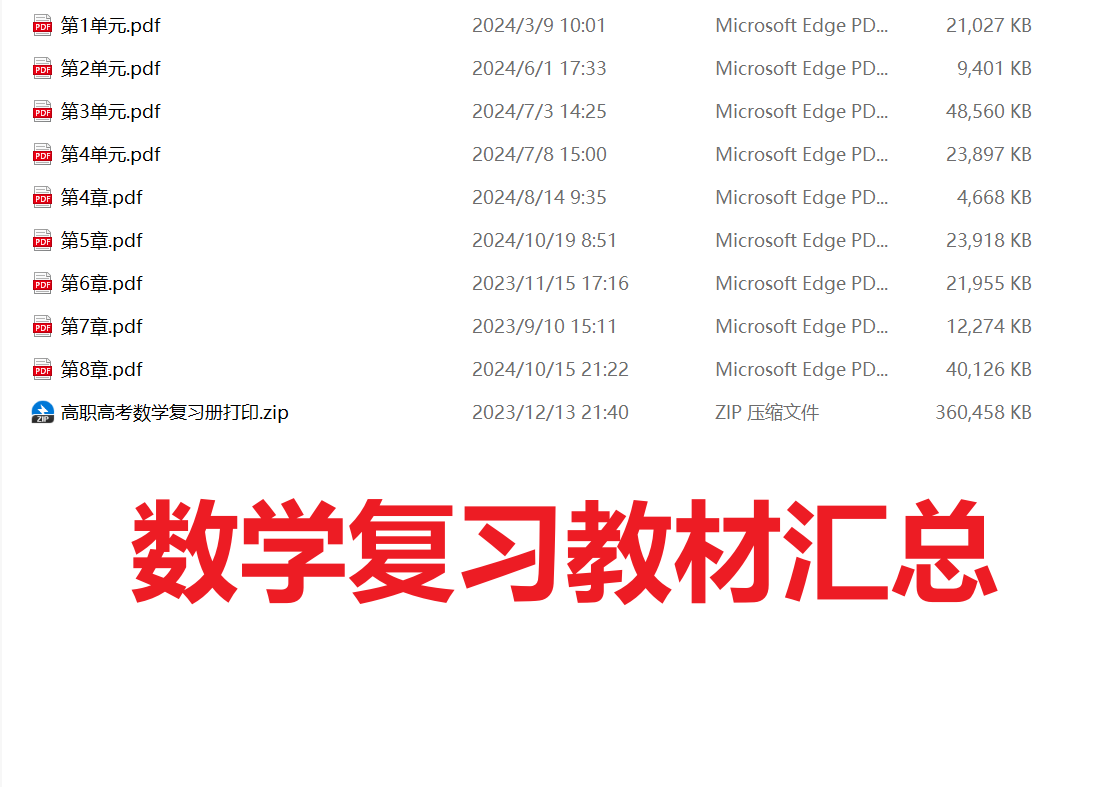 第1单元.pdf 2024/3/9 10:01 Microsoft Edge PD... 21,027 KB
第2单元.pdf 2024/6/1 17:33 Microsoft Edge PD... 9,401 KB
第3单元.pdf 2024/7/3 14:25 Microsoft Edge PD... 48,560 KB
第4单元.pdf 2024/7/8 15:00 Microsoft Edge PD... 23,897 KB
第4章.pdf 2024/8/14 9:35 Microsoft Edge PD... 4,668 KB
第5章.pdf 2024/10/19 8:51 Microsoft Edge PD... 23,918 KB
第6章.pdf 2023/11/15 17:16 Microsoft Edge PD... 21,955 KB
第7章.pdf 2023/9/10 15:11 Microsoft Edge PD... 12,274 KB
第8章.pdf 2024/10/15 21:22 Microsoft Edge PD... 40,126 KB
高职高考数学复习册打印.zip 2023/12/13 21:40 ZIP 压缩文件 360,458 KB
数学复习教材汇总